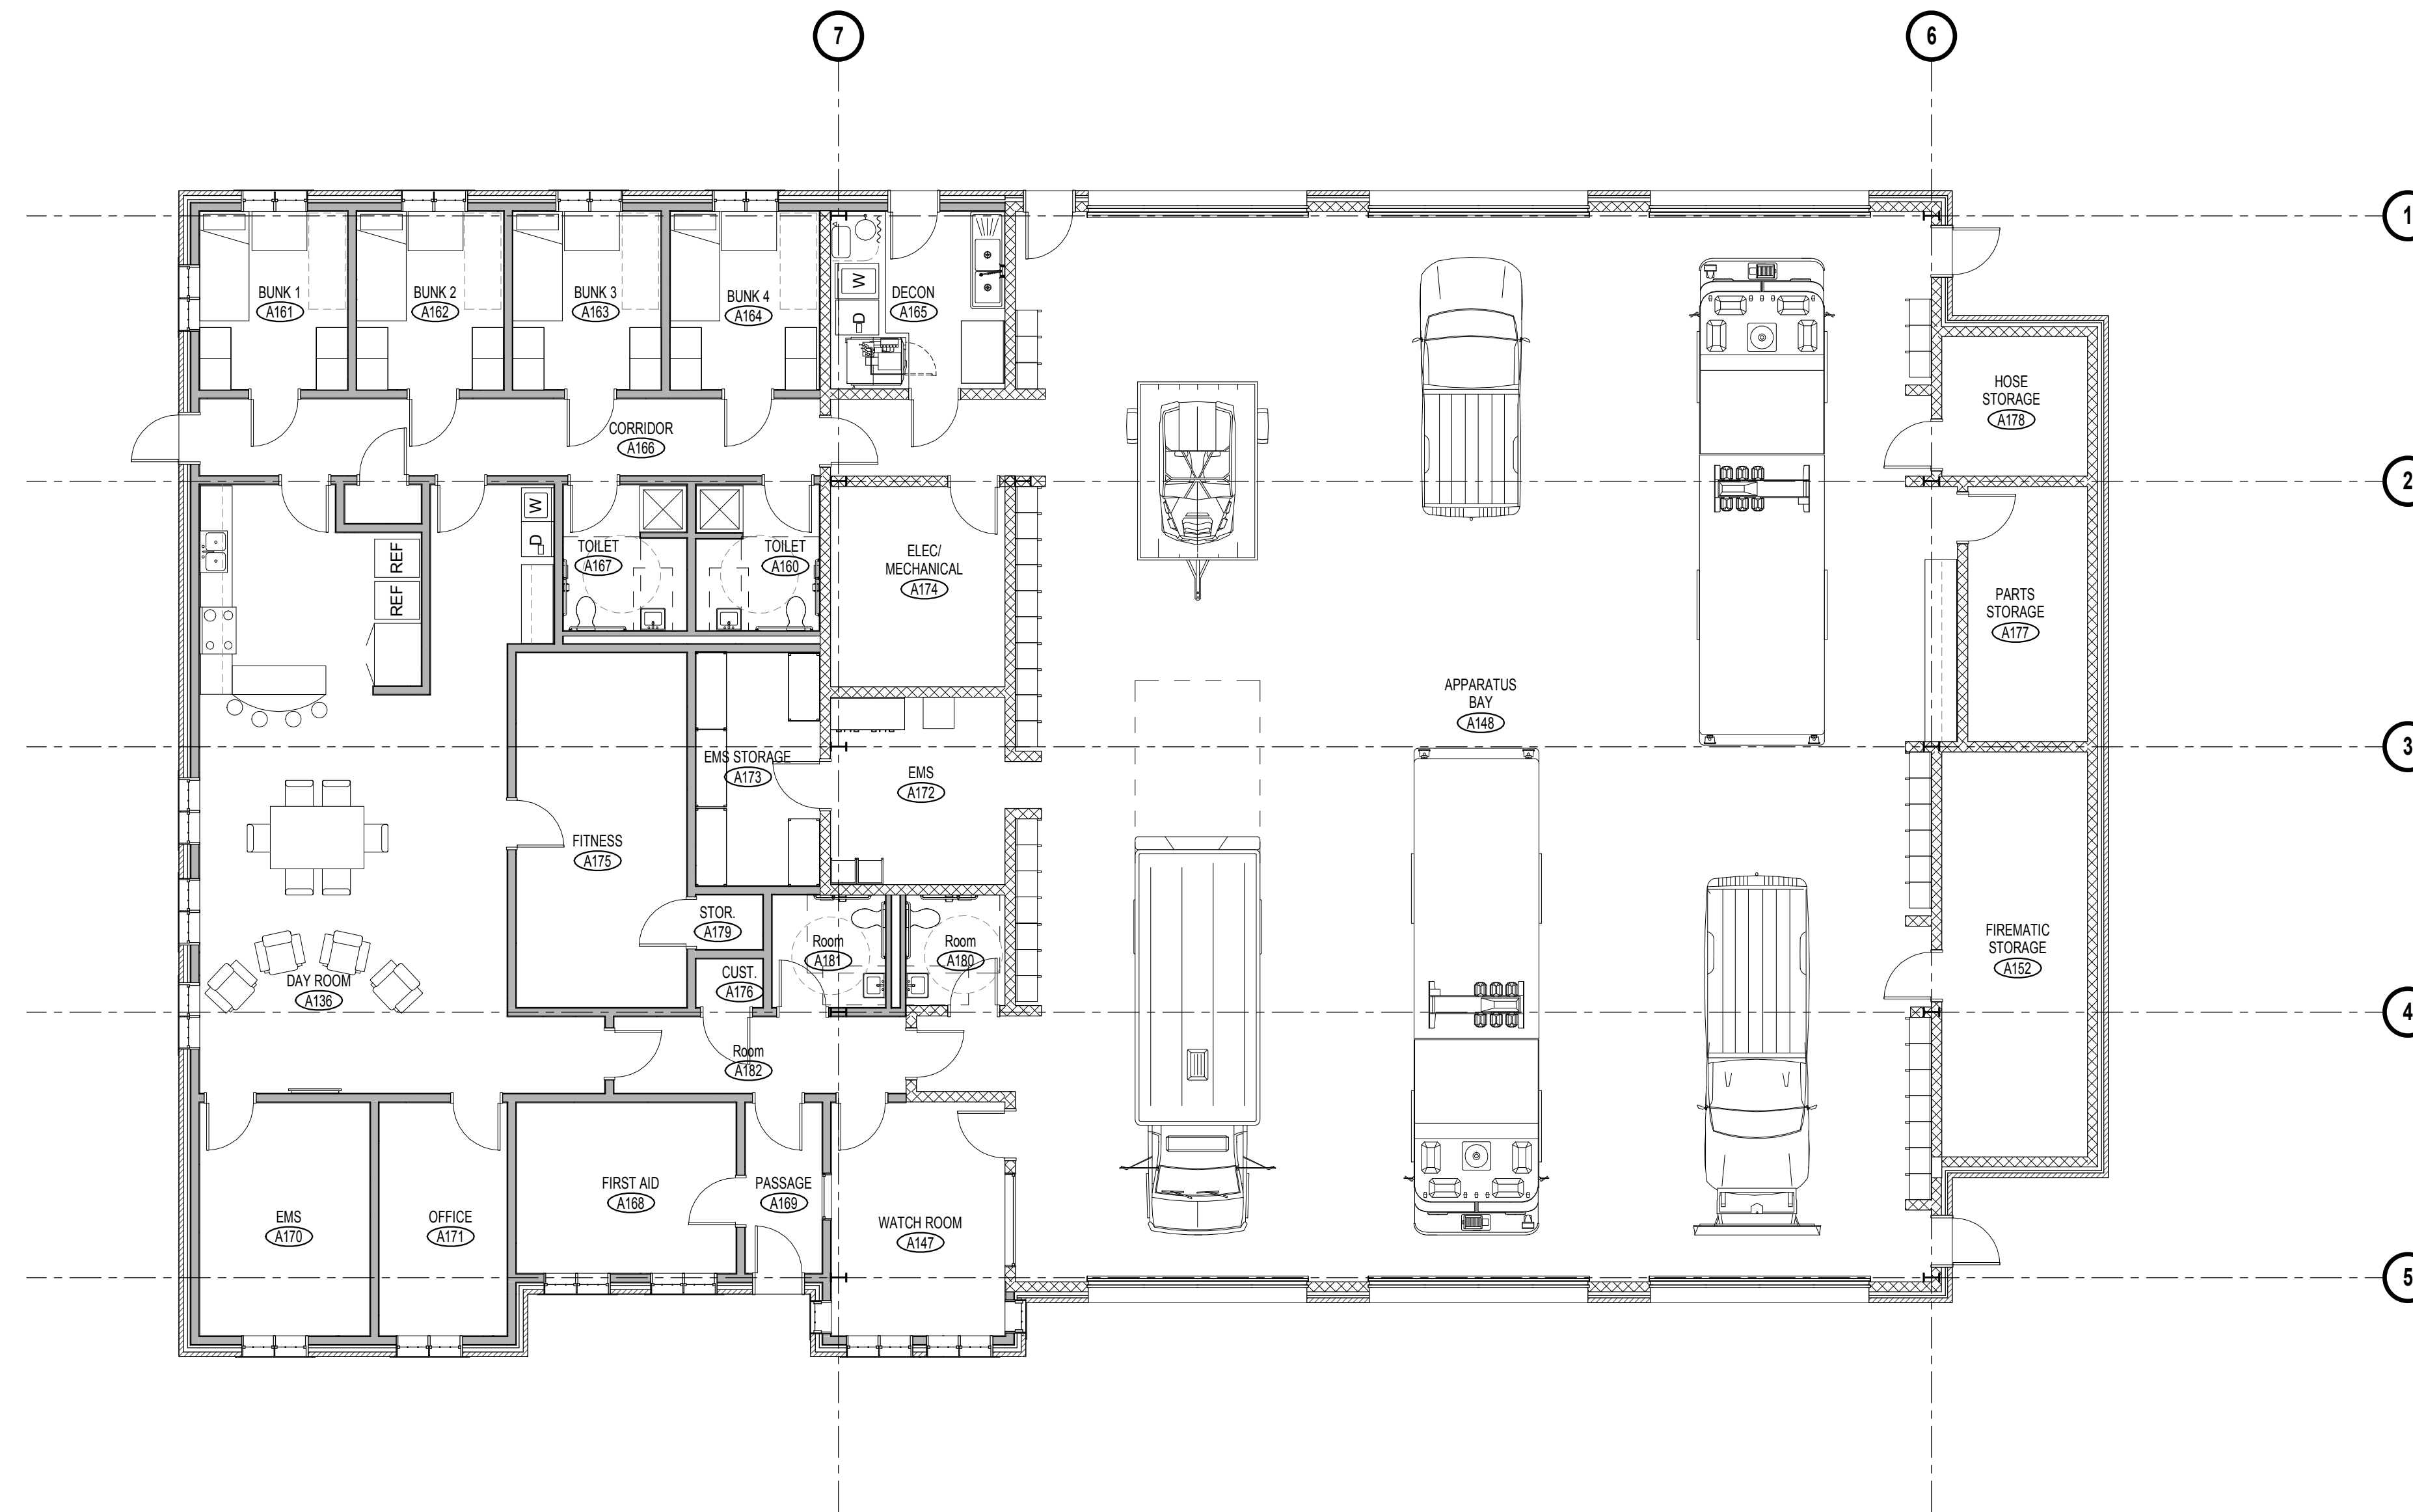 7
6
1
BUNK 1
A161
BUNK 2
A162
BUNK 3
A163
BUNK 4
A164
W
D
DECON
A165
HOSE
STORAGE
A178
CORRIDOR
A166
2
W
D
REF
REF
TOILET
A167
TOILET
A160
ELEC/
MECHANICAL
A174
PARTS
STORAGE
A177
APPARATUS
BAY
A148
3
EMS STORAGE
A173
EMS
A172
FITNESS
A175
STOR.
A179
Room
A181
Room
A180
FIREMATIC
STORAGE
A152
DAY ROOM
A136
CUST.
A176
4
Room
A182
FIRST AID
A168
PASSAGE
A169
EMS
A170
OFFICE
A171
WATCH ROOM
A147
5